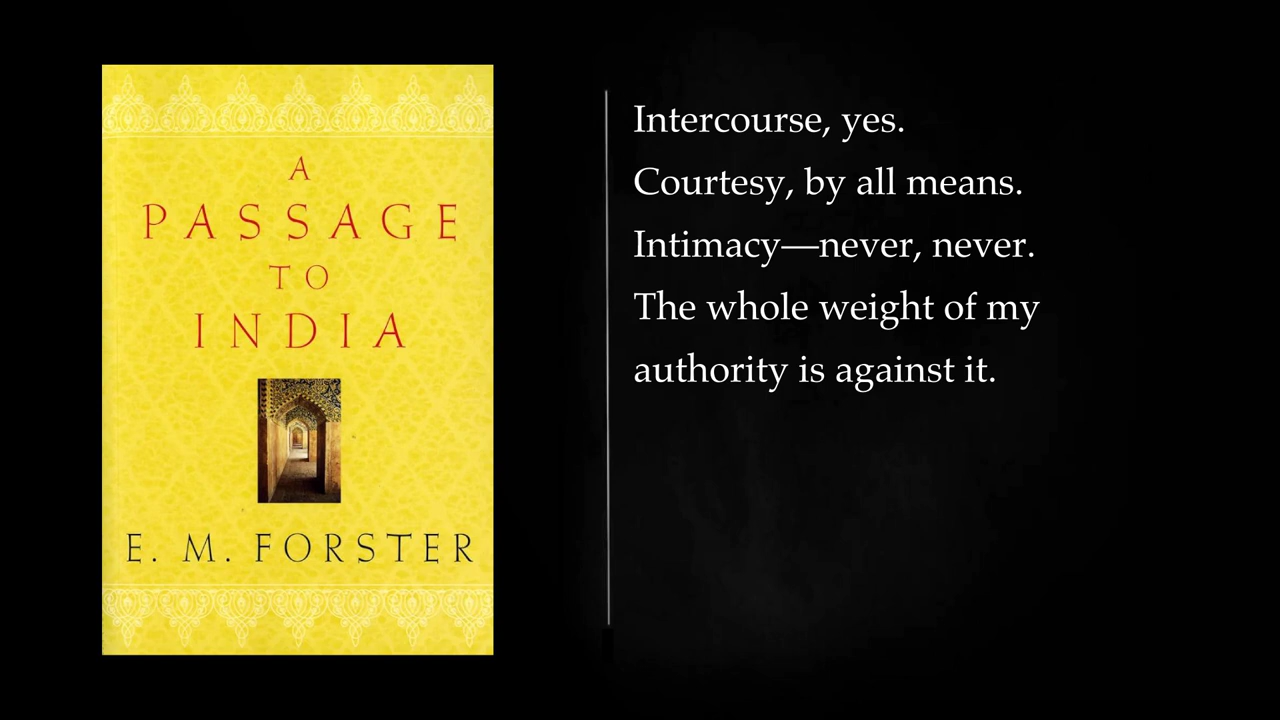 A
PASSAGE
TO
INDIA
E. M. FORSTER
Intercourse, yes.
Courtesy, by all means.
Intimacy—never, never.
The whole weight of my
authority is against it.